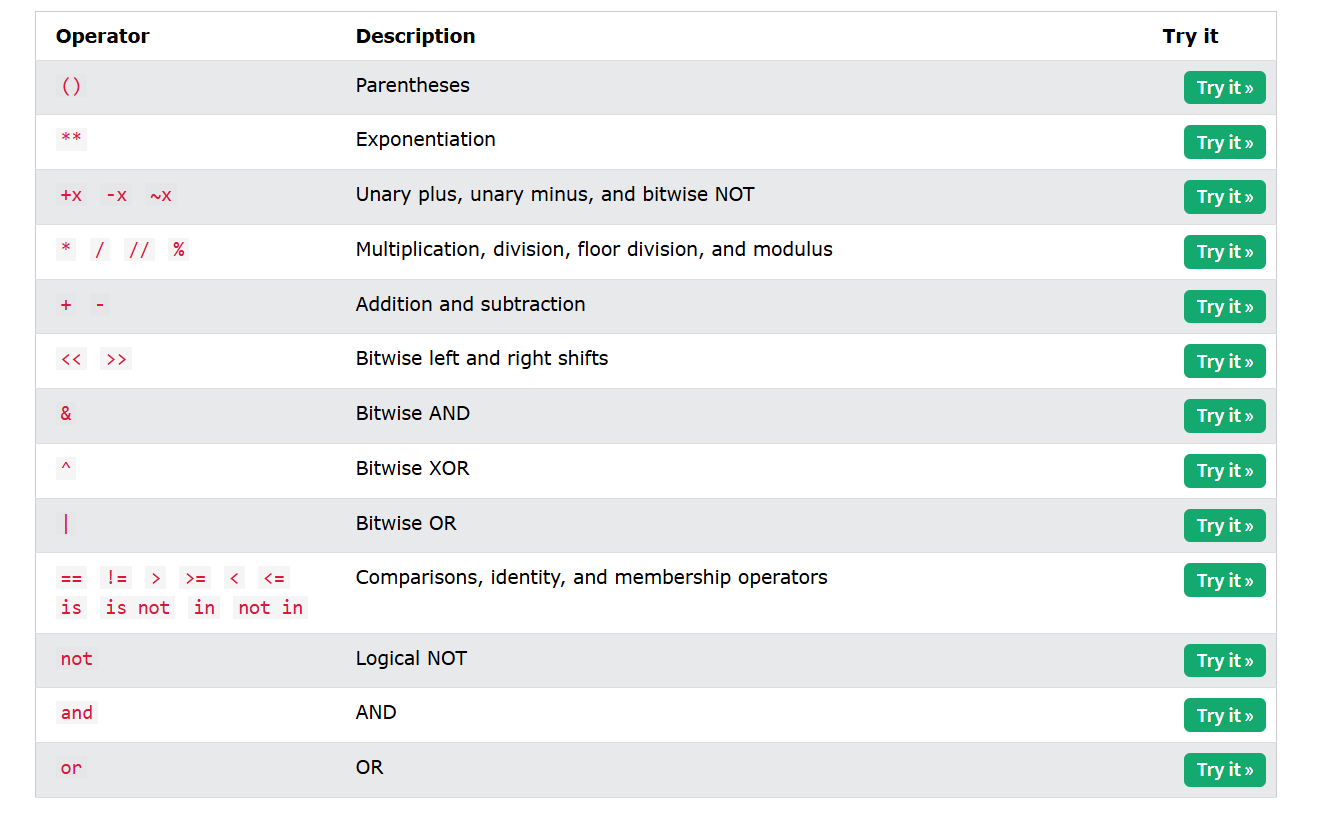 Operator Description Try it
() Parentheses Try it »
** Exponentiation Try it »
+x -x ~x Unary plus, unary minus, and bitwise NOT Try it »
* / // % Multiplication, division, floor division, and modulus Try it »
+ - Addition and subtraction Try it »
<< >> Bitwise left and right shifts Try it »
& Bitwise AND Try it »
^ Bitwise XOR Try it »
| Bitwise OR Try it »
== != > >= < <= Comparisons, identity, and membership operators Try it »
is is not in not in
not Logical NOT Try it »
and AND Try it »
or OR Try it »